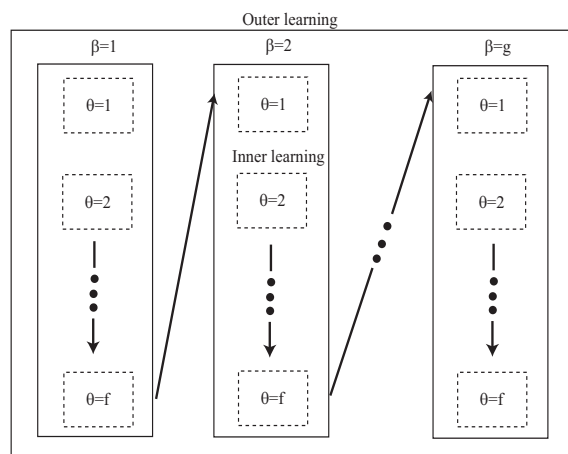 Outer learning
β=1
β=2
β=g
θ=1
θ=1
θ=1
Inner learning
θ=2
θ=2
θ=2
θ=f
θ=f
θ=f